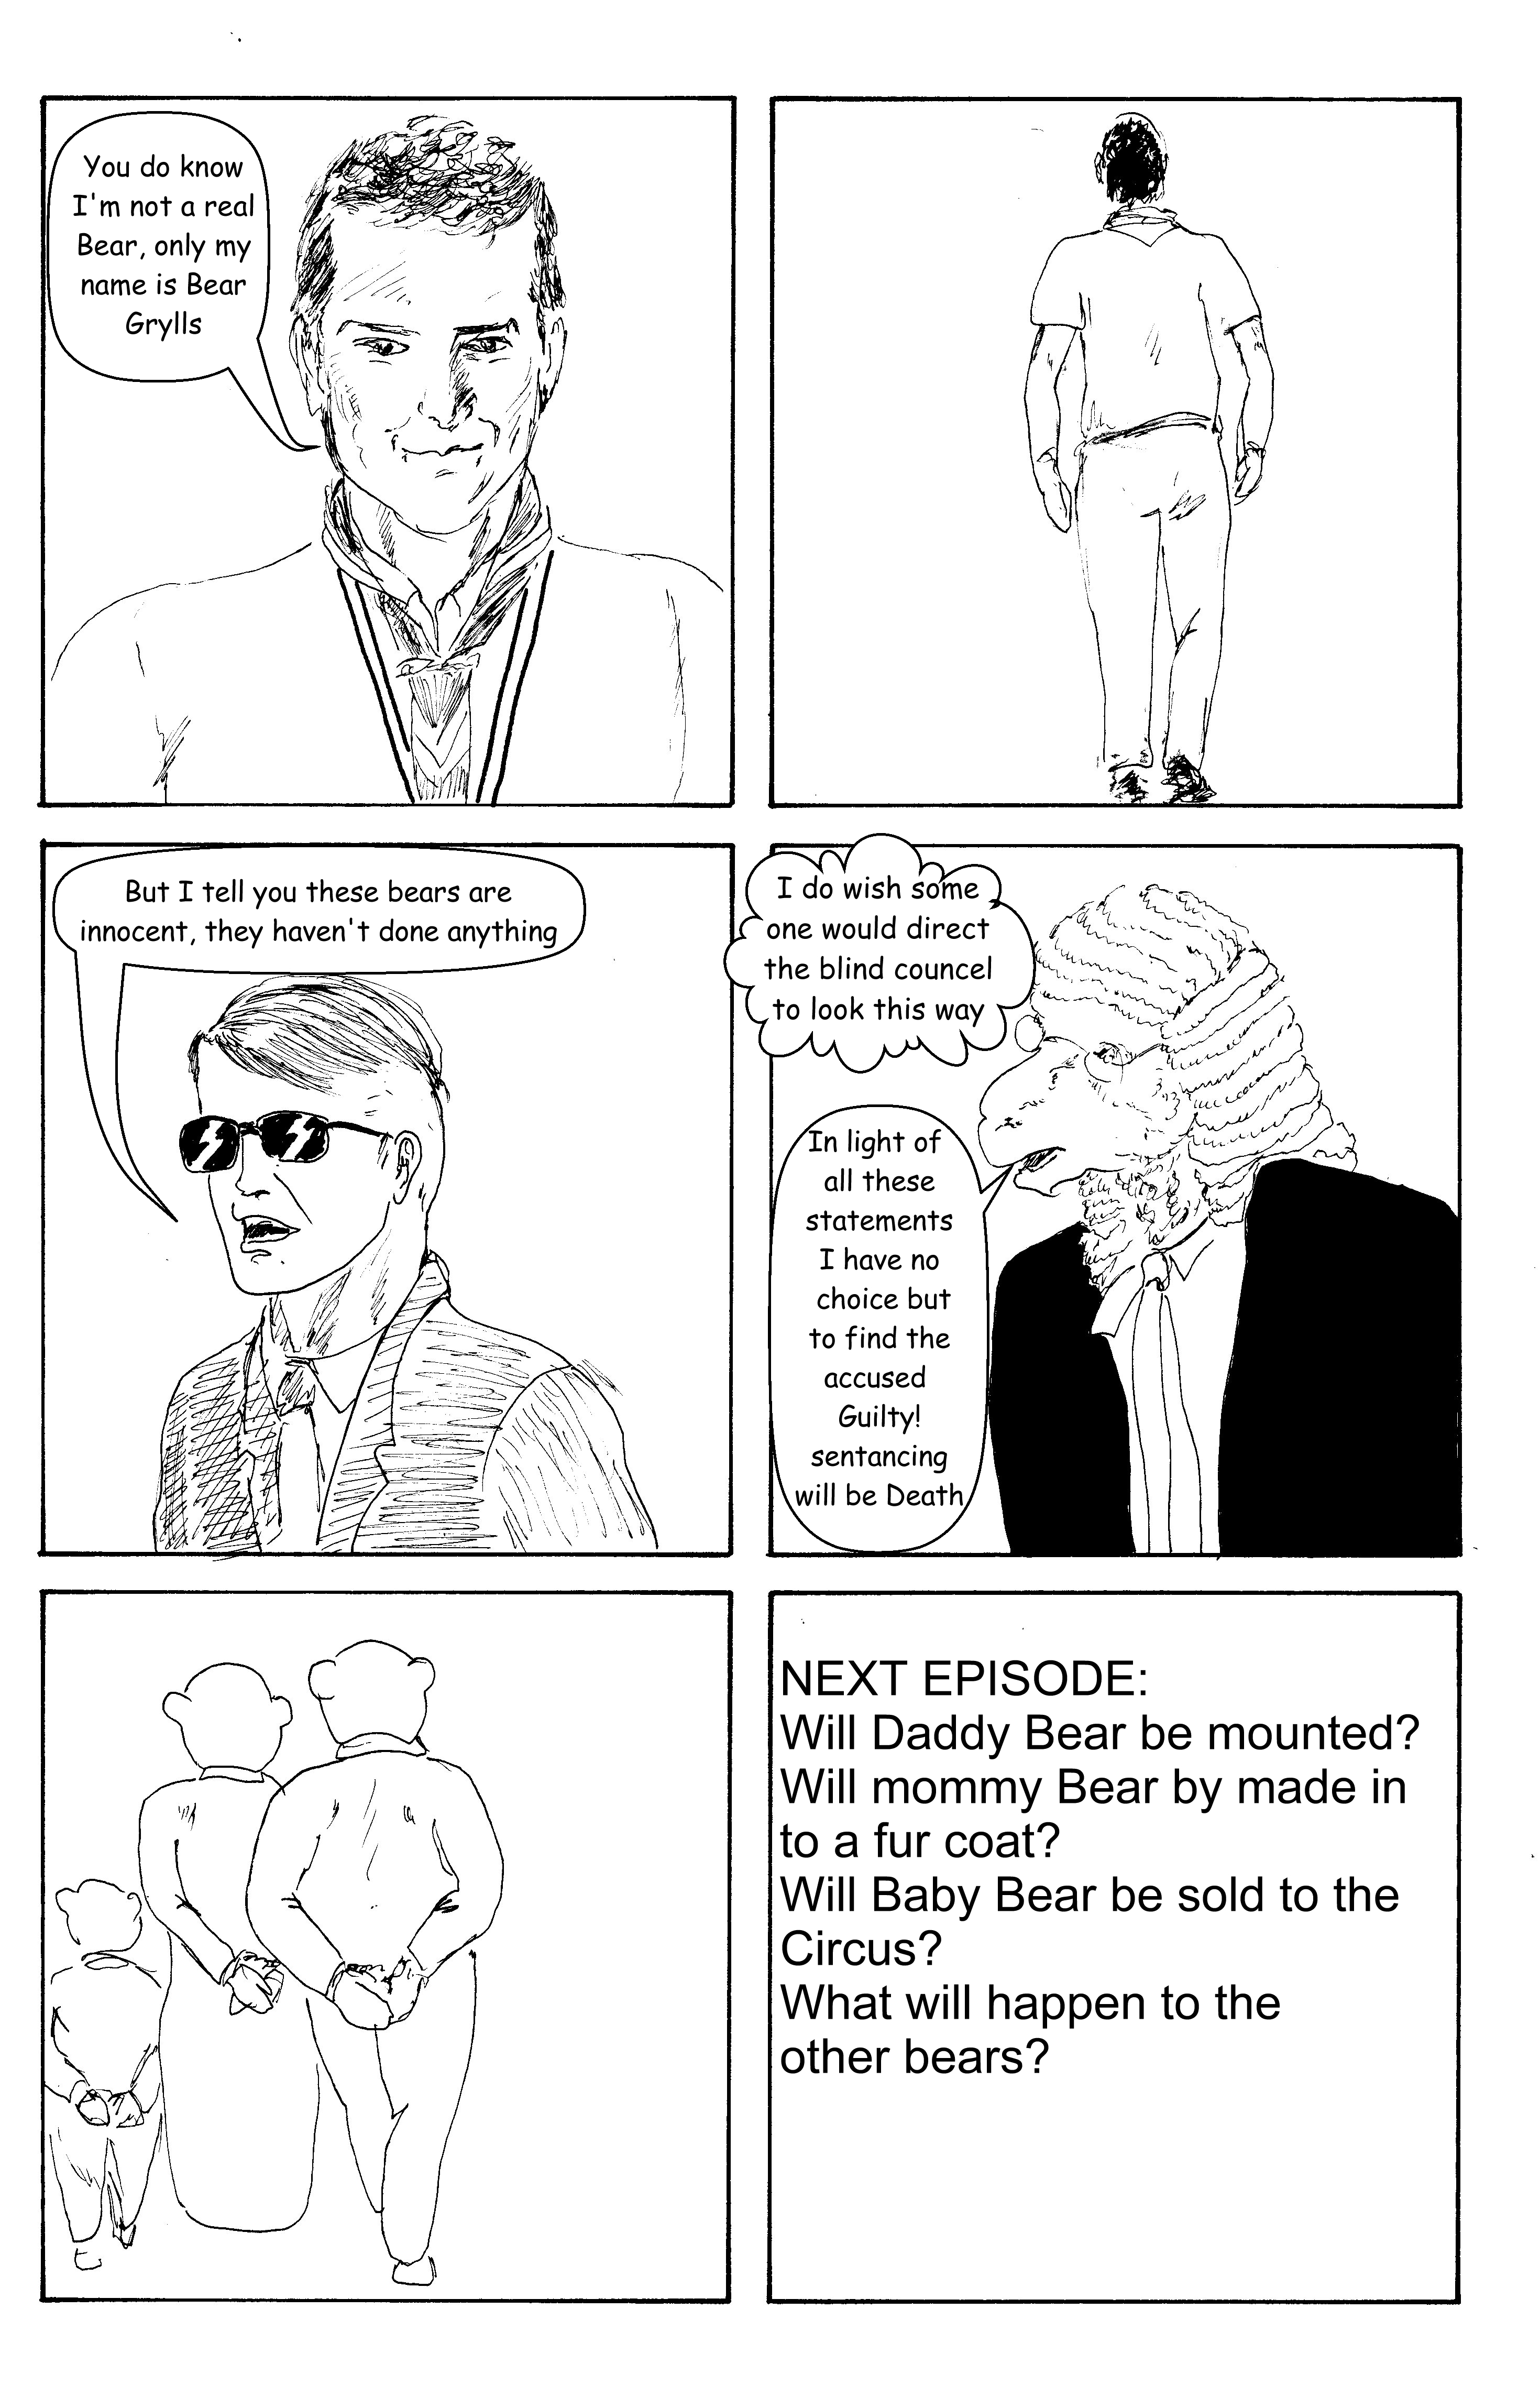 You do know
I'm not a real
Bear, only my
name is Bear
Grylls
But I tell you these bears are
innocent, they haven't done anything
I do wish some
one would direct
the blind councel
to look this way
In light of
all these
statements
I have no
choice but
to find the
accused
Guilty!
sentancing
will be Death
NEXT EPISODE:
Will Daddy Bear be mounted?
Will mommy Bear by made in
to a fur coat?
Will Baby Bear be sold to the
Circus?
What will happen to the
other bears?